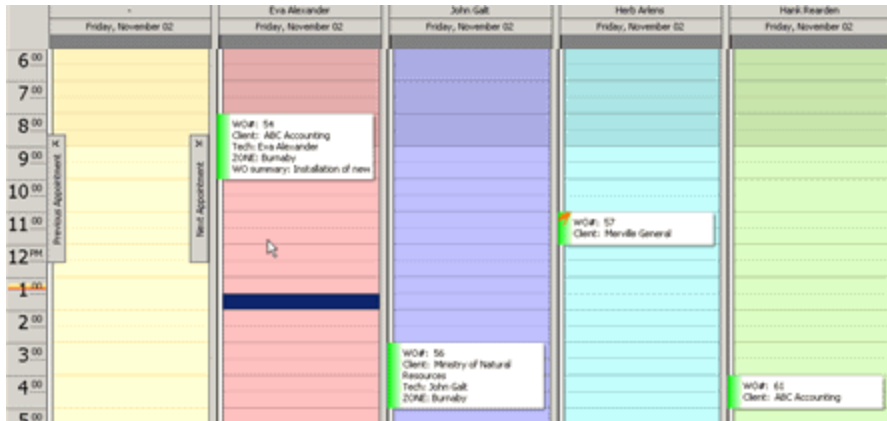 -
Eva Alexander
John Galt
Herb Arlens
Hank Rearden
Friday, November 02
Friday, November 02
Friday, November 02
Friday, November 02
Friday, November 02
6 00
7 00
8 00
9 00
10 00
11 00
12 PM
1 00
2 00
3 00
4 00
5 00
Previous Appointment
Next Appointment
WO#: 54
Client: ABC Accounting
Tech: Eva Alexander
ZONE: Burnaby
WO summary: Installation of new
WO#: 57
Client: Merville General
WO#: 56
Client: Ministry of Natural
Resources
Tech: John Galt
ZONE: Burnaby
WO#: 61
Client: ABC Accounting